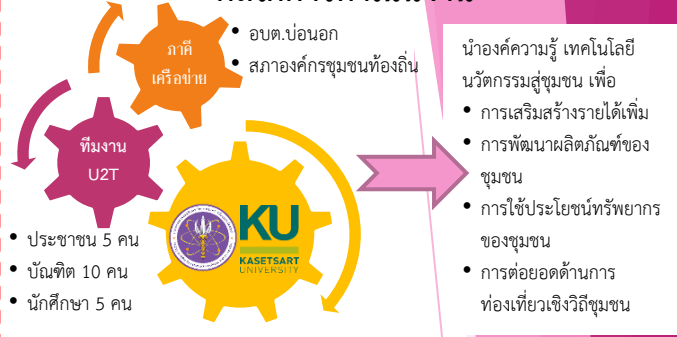 ภาคี
เครือข่าย
• อบต.บ่อนอก
• สภาองค์กรชุมชนท้องถิ่น
ทีมงาน
U2T
• ประชาชน 5 คน
• บัณฑิต 10 คน
• นักศึกษา 5 คน
KU
KASETSART
UNIVERSITY
นำองค์ความรู้ เทคโนโลยี
นวัตกรรมสู่ชุมชน เพื่อ
• การเสริมสร้างรายได้เพิ่ม
• การพัฒนาผลิตภัณฑ์ของ
ชุมชน
• การใช้ประโยชน์ทรัพยากร
ของชุมชน
• การต่อยอดด้านการ
ท่องเที่ยวเชิงวิถีชุมชน